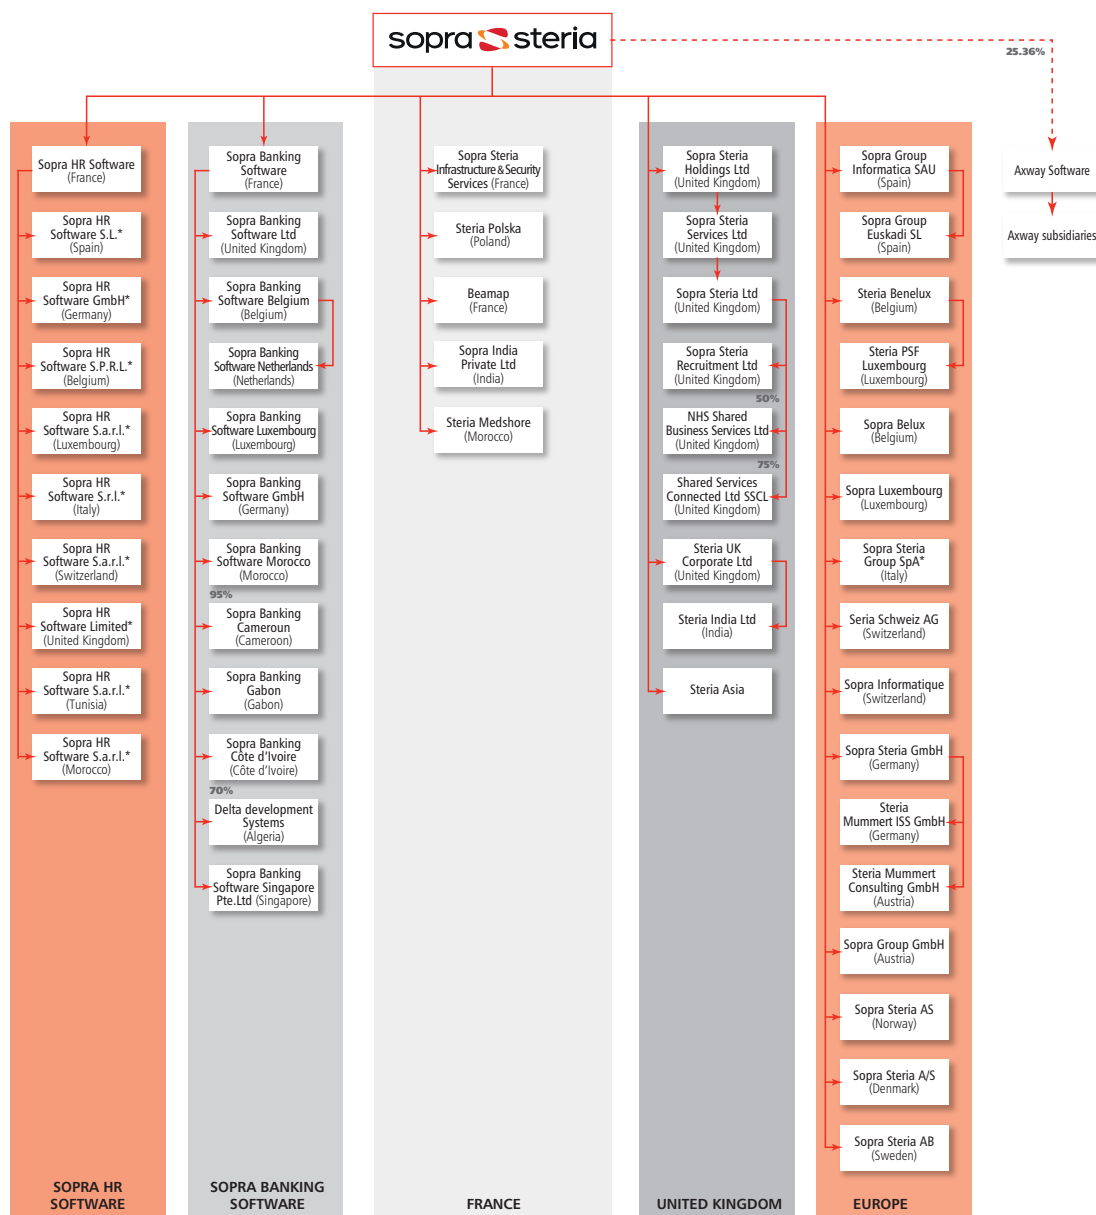 sopra steria
25.36%
Sopra HR Software
(France)
Sopra HR
Software S.L.*
(Spain)
Sopra HR
Software GmbH*
(Germany)
Sopra HR
Software S.P.R.L.*
(Belgium)
Sopra HR
Software S.a.r.l.*
(Luxembourg)
Sopra HR
Software S.r.l.*
(Italy)
Sopra HR
Software S.a.r.l.*
(Switzerland)
Sopra HR
Software Limited*
(United Kingdom)
Sopra HR
Software S.a.r.l.*
(Tunisia)
Sopra HR
Software S.a.r.l.*
(Morocco)
SOPRA HR
SOFTWARE
Sopra Banking
Software
(France)
Sopra Banking
Software Ltd
(United Kingdom)
Sopra Banking
Software Belgium
(Belgium)
Sopra Banking
Software Netherlands
(Netherlands)
Sopra Banking
Software Luxembourg
(Luxembourg)
Sopra Banking
Software GmbH
(Germany)
Sopra Banking
Software Morocco
(Morocco)
95%
Sopra Banking
Cameroun
(Cameroon)
Sopra Banking
Gabon
(Gabon)
Sopra Banking
Côte d'Ivoire
(Côte d'Ivoire)
70%
Delta development
Systems
(Algeria)
Sopra Banking
Software Singapore
Pte.Ltd (Singapore)
SOPRA BANKING
SOFTWARE
Sopra Steria
Infrastructure & Security
Services (France)
Steria Polska
(Poland)
Beamap
(France)
Sopra India
Private Ltd
(India)
Steria Medshore
(Morocco)
FRANCE
Sopra Steria
Holdings Ltd
(United Kingdom)
Sopra Steria
Services Ltd
(United Kingdom)
Sopra Steria Ltd
(United Kingdom)
Sopra Steria
Recruitment Ltd
(United Kingdom)
50%
NHS Shared
Business Services Ltd
(United Kingdom)
75%
Shared Services
Connected Ltd SSCL
(United Kingdom)
Steria UK
Corporate Ltd
(United Kingdom)
Steria India Ltd
(India)
Steria Asia
UNITED KINGDOM
Sopra Group
Informatica SAU
(Spain)
Sopra Group
Euskadi SL
(Spain)
Steria Benelux
(Belgium)
Steria PSF
Luxembourg
(Luxembourg)
Sopra Belux
(Belgium)
Sopra Luxembourg
(Luxembourg)
Sopra Steria
Group SpA*
(Italy)
Seria Schweiz AG
(Switzerland)
Sopra Informatique
(Switzerland)
Sopra Steria GmbH
(Germany)
Steria
Mummert ISS GmbH
(Germany)
Steria Mummert
Consulting GmbH
(Austria)
Sopra Group GmbH
(Austria)
Sopra Steria AS
(Norway)
Sopra Steria A/S
(Denmark)
Sopra Steria AB
(Sweden)
EUROPE
Axway Software
Axway subsidiaries